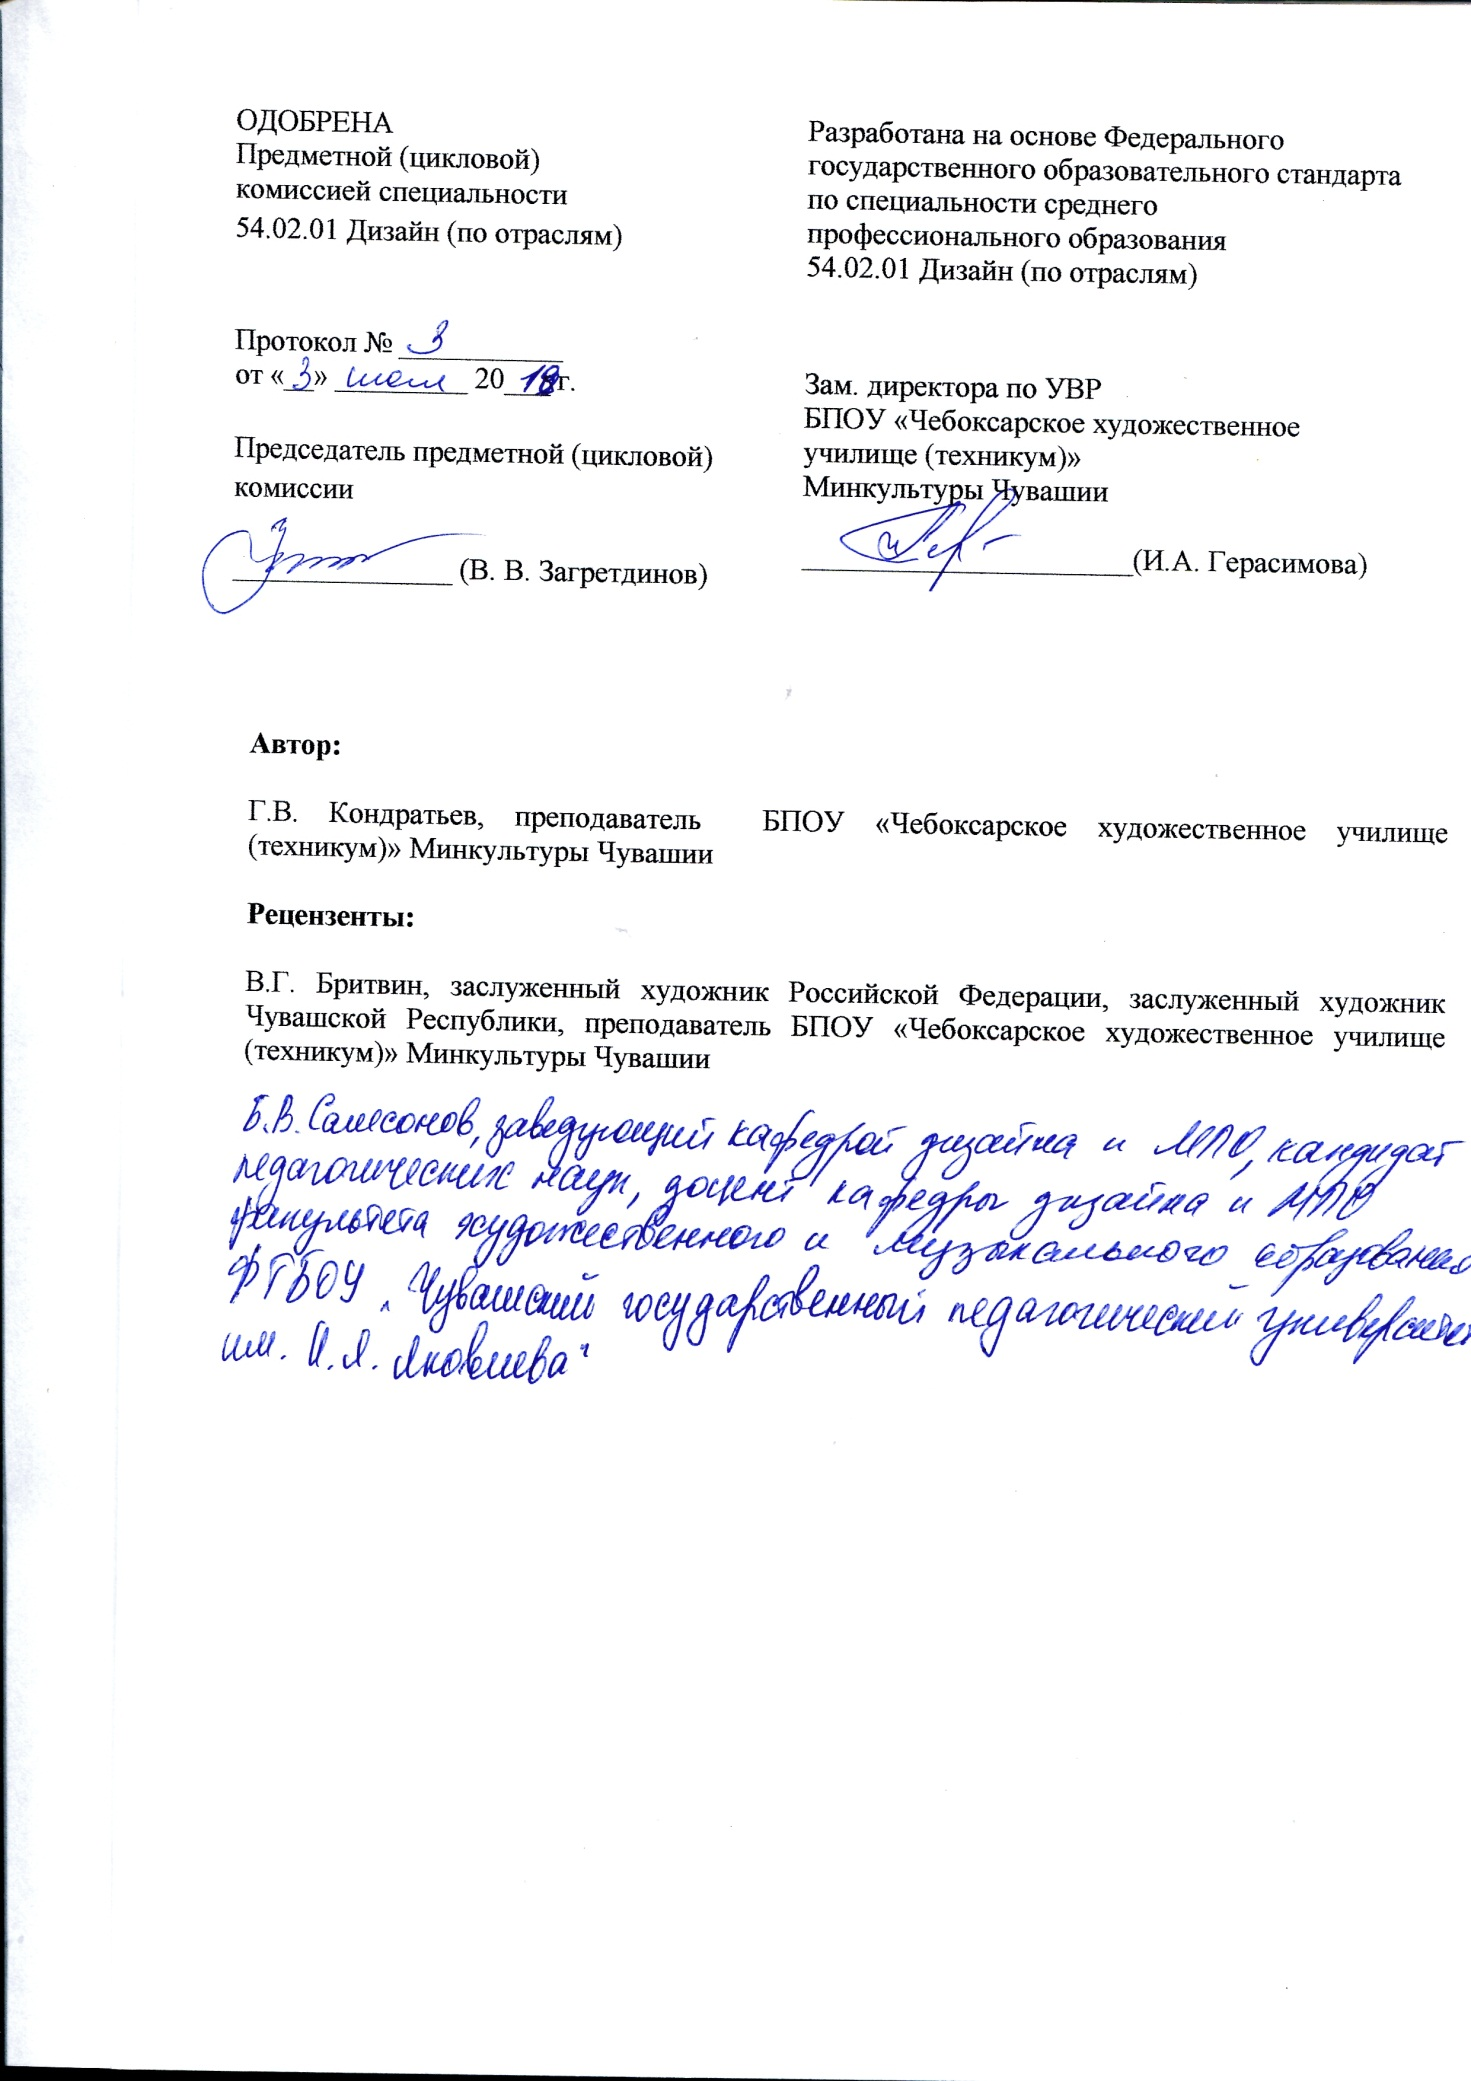 ОДОБРЕНА
Предметной (цикловой)
комиссией специальности
54.02.01 Дизайн (по отраслям)
Протокол № 3
от «3» 20 18 г.
Председатель предметной (цикловой)
комиссии
(В. В. Загретдинов)
Разработана на основе Федерального
государственного образовательного стандарта
по специальности среднего
профессионального образования
54.02.01 Дизайн (по отраслям)
Зам. директора по УВР
БПОУ «Чебоксарское художественное
училище (техникум)»
Минкультуры Чувашии
(И.А. Герасимова)
Автор:
Г.В. Кондратьев, преподаватель БПОУ «Чебоксарское художественное училище
(техникум)» Минкультуры Чувашии
Рецензенты:
В.Г. Бритвин, заслуженный художник Российской Федерации, заслуженный художник
Чувашской Республики, преподаватель БПОУ «Чебоксарское художественное училище
(техникум)» Минкультуры Чувашии
Б.В. Самсонов, заведующий кафедрой дизайна и МПО, кандидат
педагогических наук, доцент кафедры дизайна и МПО
факультета художественного и музыкального образования
ФГБОУ „Чувашский государственный педагогический университет
им. И.Я. Яковлева"